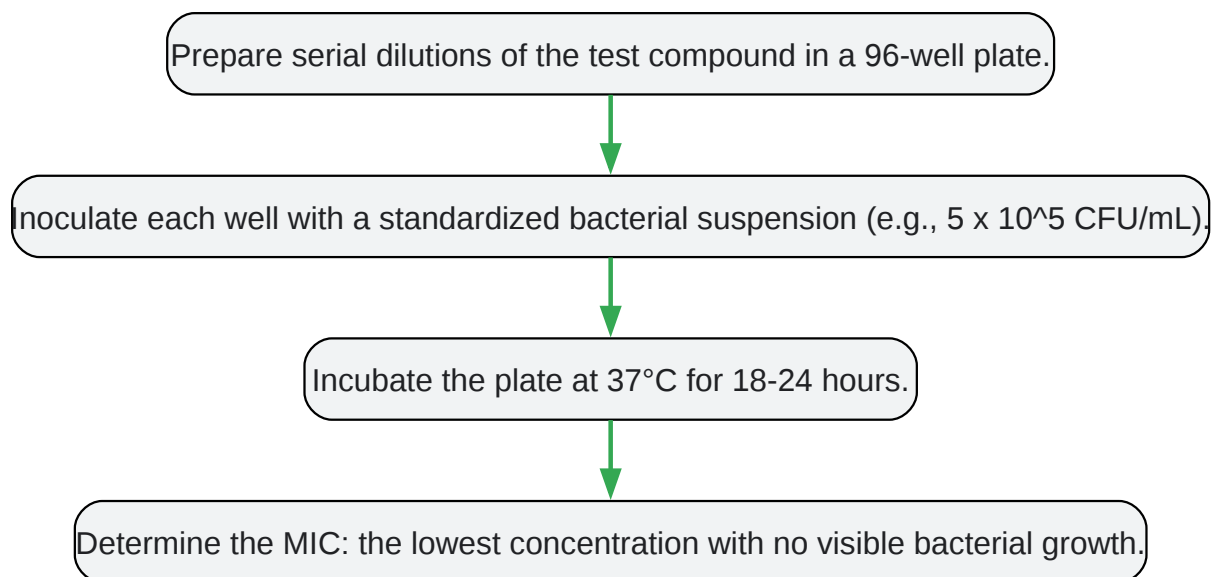 Prepare serial dilutions of the test compound in a 96-well plate.
Inoculate each well with a standardized bacterial suspension (e.g., 5 x 10^5 CFU/mL).
Incubate the plate at 37°C for 18-24 hours.
Determine the MIC: the lowest concentration with no visible bacterial growth.